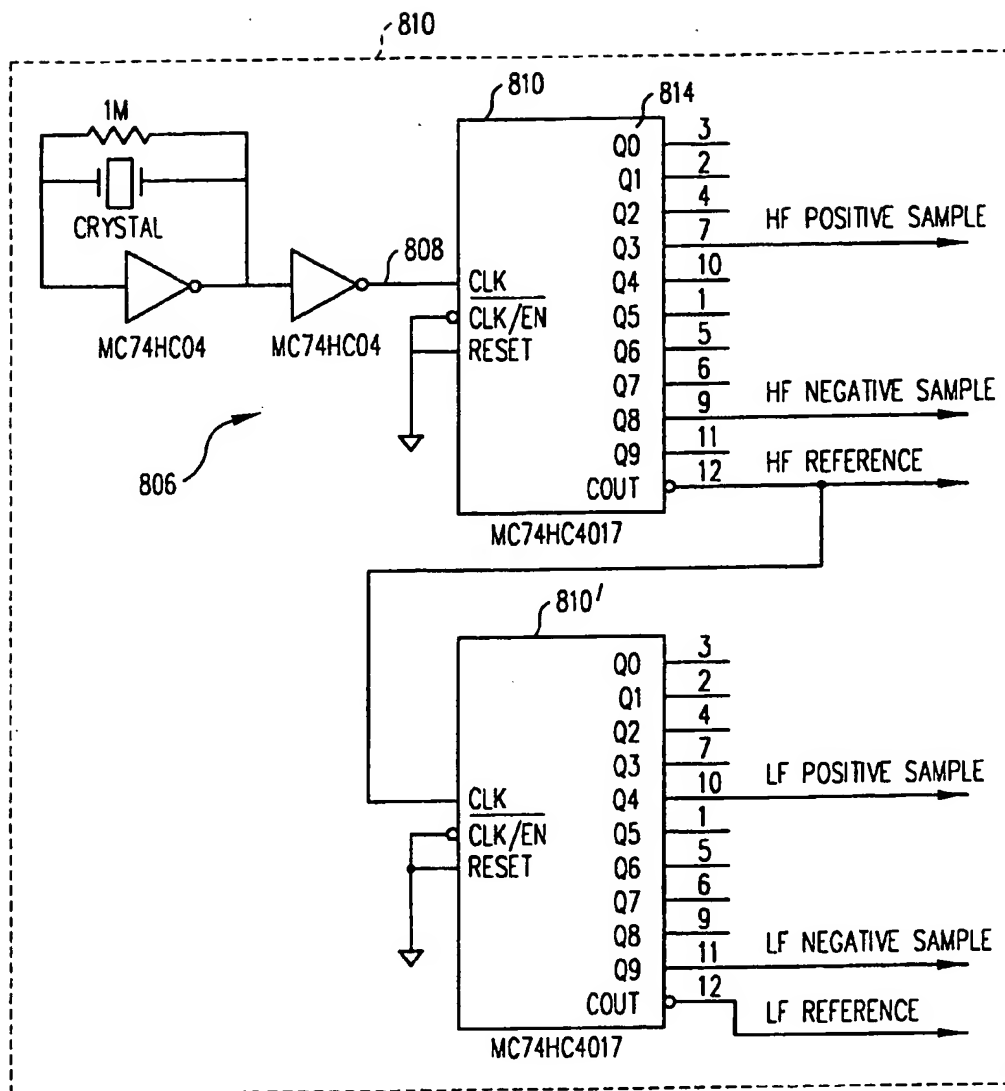 810
1M
CRYSTAL
MC74HC04
MC74HC04
808
806
810
814
CLK
CLK/EN
RESET
Q0 3
Q1 2
Q2 4
Q3 7 HF POSITIVE SAMPLE
Q4 10
Q5 1
Q6 5
Q7 6
Q8 9 HF NEGATIVE SAMPLE
Q9 11
COUT 12 HF REFERENCE
MC74HC4017
810'
CLK
CLK/EN
RESET
Q0 3
Q1 2
Q2 4
Q3 7
Q4 10 LF POSITIVE SAMPLE
Q5 1
Q6 5
Q7 6
Q8 9
Q9 11 LF NEGATIVE SAMPLE
COUT 12 LF REFERENCE
MC74HC4017